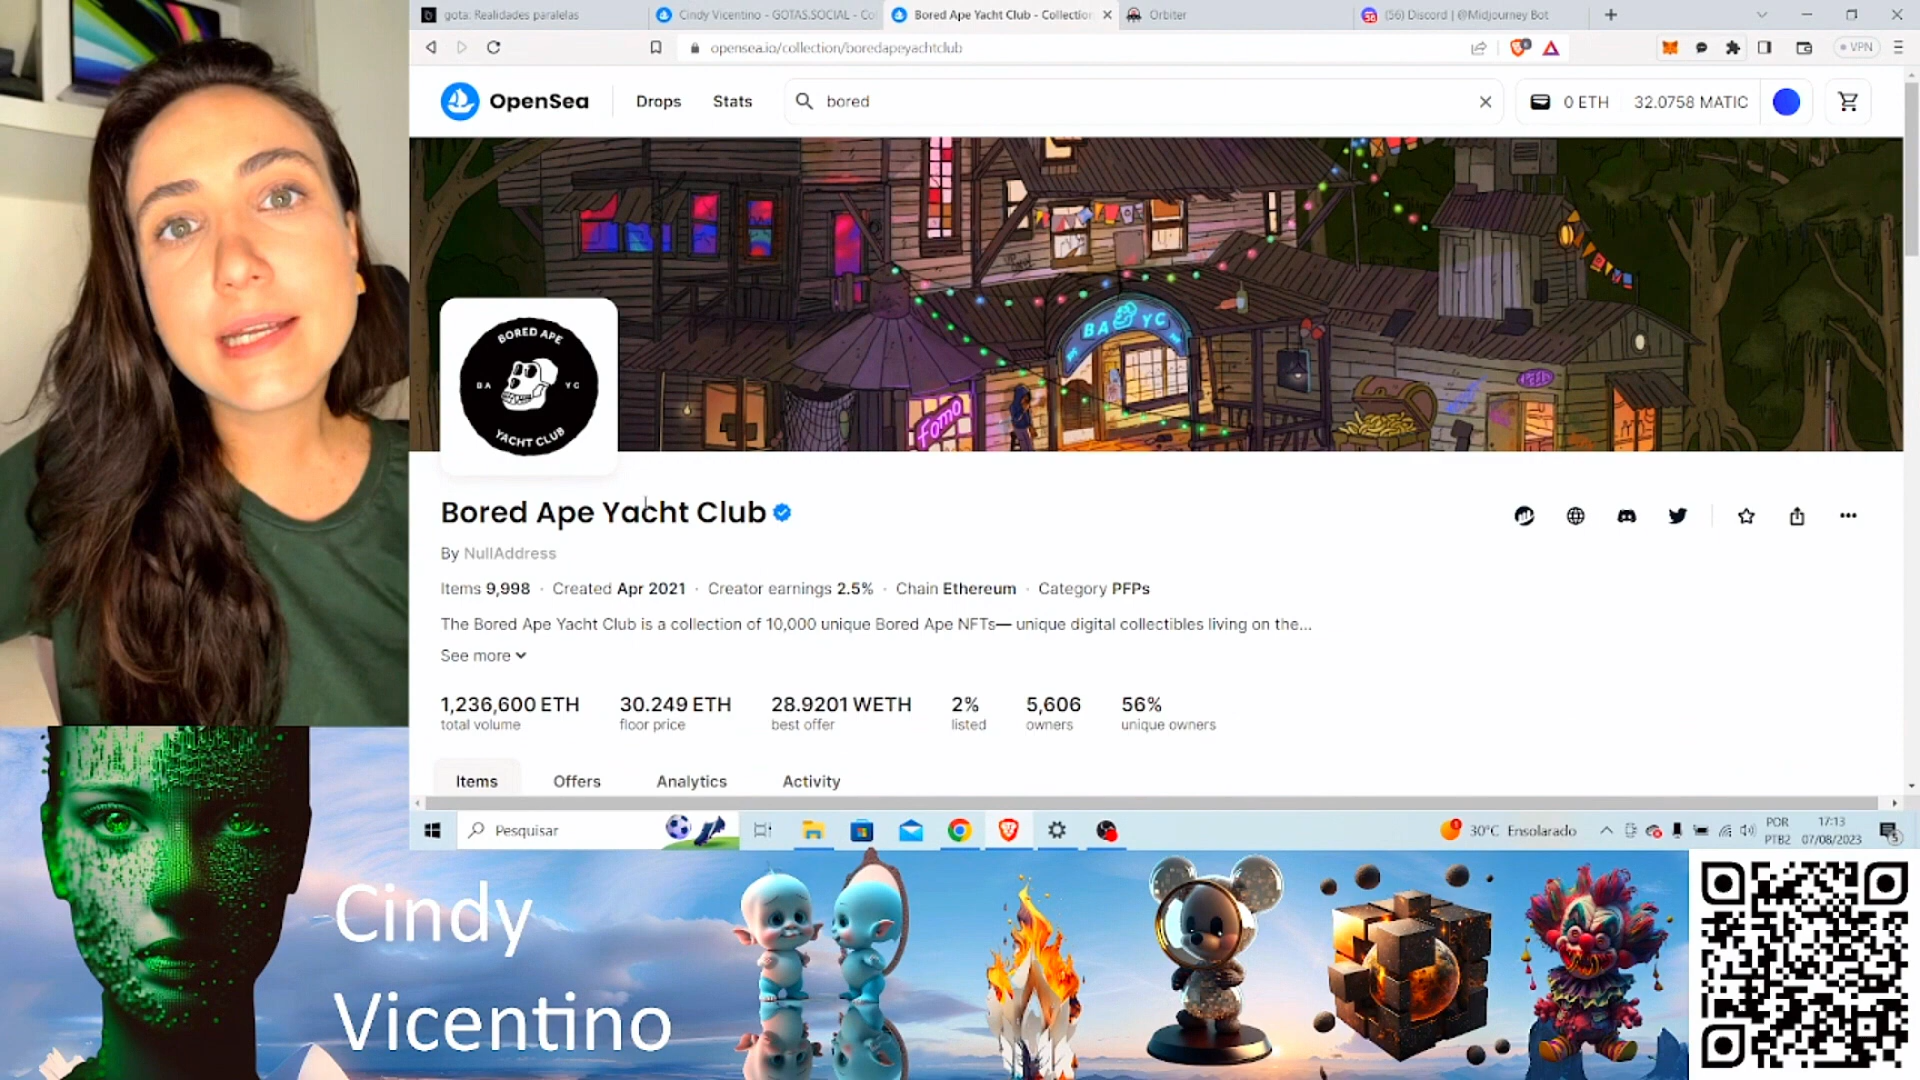 gota: Realidades paralelas
Cindy Vicentino - GOTAS.SOCIAL - Co
Bored Ape Yacht Club - Collection
Orbiter
(56) Discord | @Midjourney Bot
opensea.io/collection/boredapeyachtclub
VPN
OpenSea
Drops
Stats
bored
0 ETH
32.0758 MATIC
BAYC
Fomo
BORED APE
BA YC
YACHT CLUB
Bored Ape Yacht Club
By NullAddress
Items 9,998 · Created Apr 2021 · Creator earnings 2.5% · Chain Ethereum · Category PFPs
The Bored Ape Yacht Club is a collection of 10,000 unique Bored Ape NFTs— unique digital collectibles living on the...
See more
1,236,600 ETH
total volume
30.249 ETH
floor price
28.9201 WETH
best offer
2%
listed
5,606
owners
56%
unique owners
Items
Offers
Analytics
Activity
Pesquisar
30°C Ensolarado
POR
PTB2
17:13
07/08/2023
Cindy
Vicentino